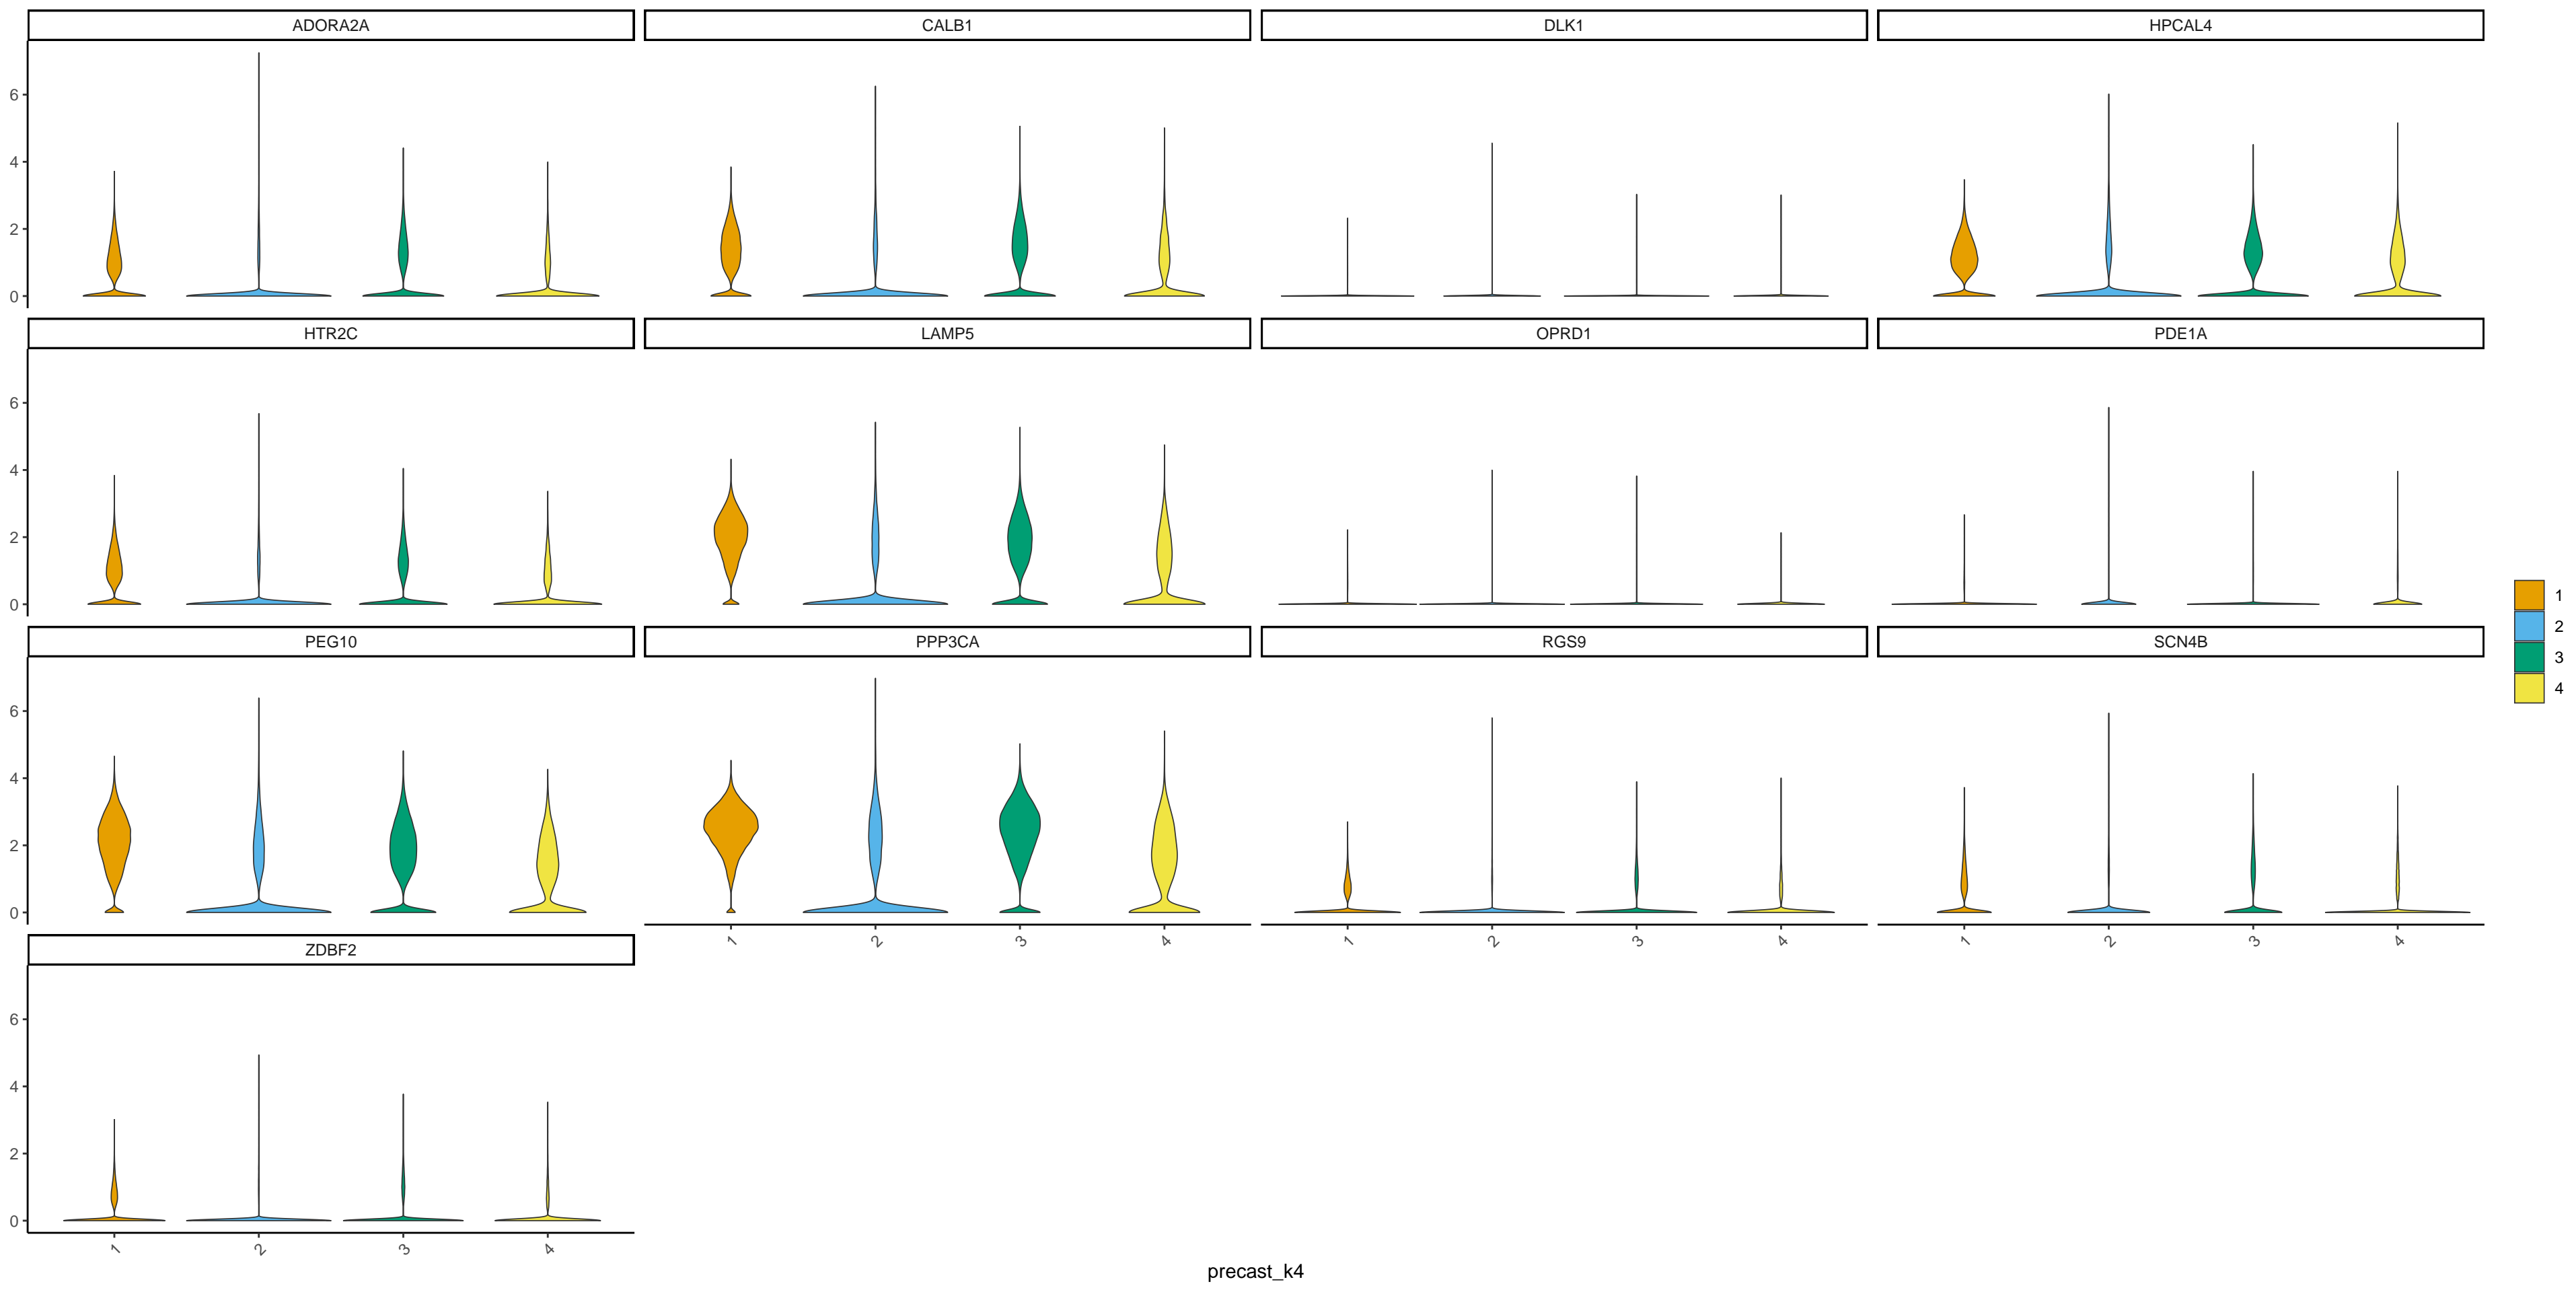 ADORA2A CALB1 DLK1 HPCAL4
6
4
2
0
HTR2C LAMP5 OPRD1 PDE1A
6
4
2
0
1
2
3
4
PEG10 PPP3CA RGS9 SCN4B
6
4
2
0
1 2 3 4 1 2 3 4 1 2 3 4
ZDBF2
6
4
2
0
1 2 3 4
precast_k4